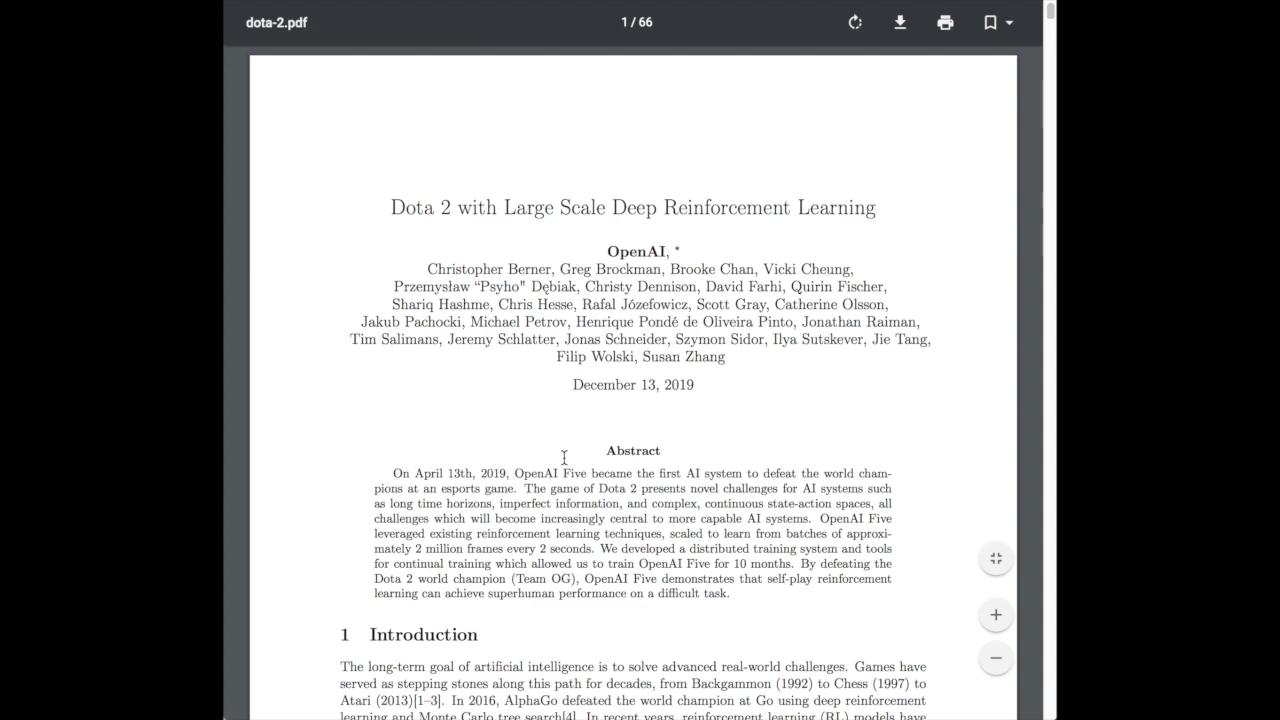 dota-2.pdf
1 / 66
Dota 2 with Large Scale Deep Reinforcement Learning
OpenAI, *
Christopher Berner, Greg Brockman, Brooke Chan, Vicki Cheung,
Przemysław “Psyho" Dębiak, Christy Dennison, David Farhi, Quirin Fischer,
Shariq Hashme, Chris Hesse, Rafal Józefowicz, Scott Gray, Catherine Olsson,
Jakub Pachocki, Michael Petrov, Henrique Pondé de Oliveira Pinto, Jonathan Raiman,
Tim Salimans, Jeremy Schlatter, Jonas Schneider, Szymon Sidor, Ilya Sutskever, Jie Tang,
Filip Wolski, Susan Zhang
December 13, 2019
Abstract
On April 13th, 2019, OpenAI Five became the first AI system to defeat the world cham-
pions at an esports game. The game of Dota 2 presents novel challenges for AI systems such
as long time horizons, imperfect information, and complex, continuous state-action spaces, all
challenges which will become increasingly central to more capable AI systems. OpenAI Five
leveraged existing reinforcement learning techniques, scaled to learn from batches of approxi-
mately 2 million frames every 2 seconds. We developed a distributed training system and tools
for continual training which allowed us to train OpenAI Five for 10 months. By defeating the
Dota 2 world champion (Team OG), OpenAI Five demonstrates that self-play reinforcement
learning can achieve superhuman performance on a difficult task.
1 Introduction
The long-term goal of artificial intelligence is to solve advanced real-world challenges. Games have
served as stepping stones along this path for decades, from Backgammon (1992) to Chess (1997) to
Atari (2013)[1–3]. In 2016, AlphaGo defeated the world champion at Go using deep reinforcement
learning and Monte Carlo tree search[4]. In recent years, reinforcement learning (RL) models have